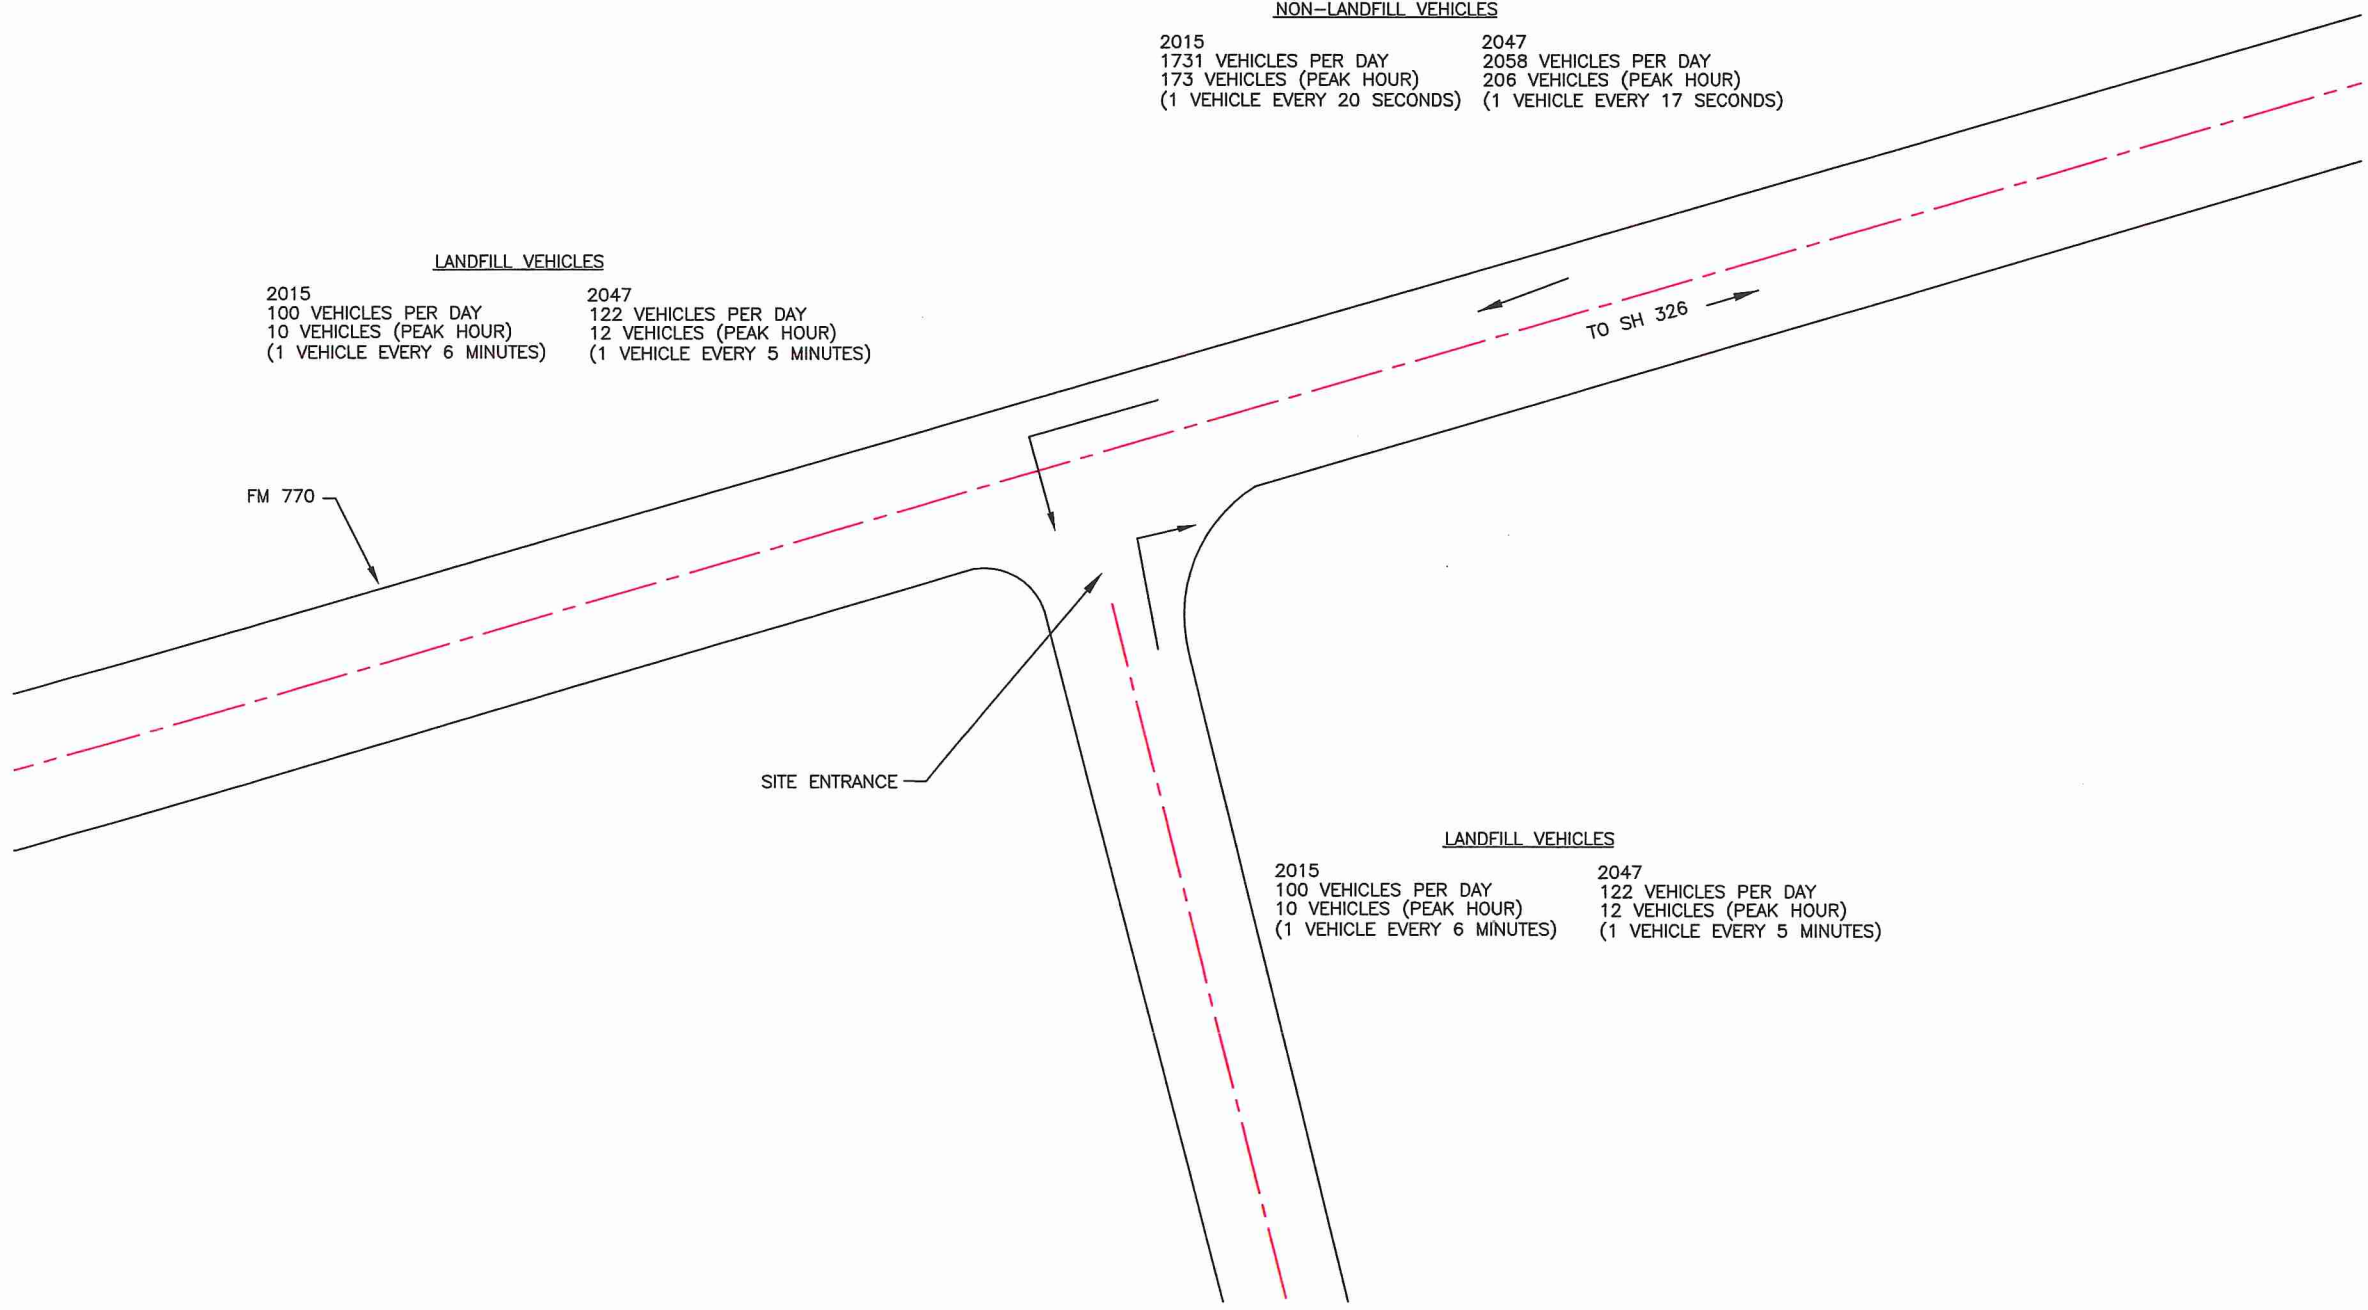 NON-LANDFILL VEHICLES
2015
1731 VEHICLES PER DAY
173 VEHICLES (PEAK HOUR)
(1 VEHICLE EVERY 20 SECONDS)
2047
2058 VEHICLES PER DAY
206 VEHICLES (PEAK HOUR)
(1 VEHICLE EVERY 17 SECONDS)
LANDFILL VEHICLES
2015
100 VEHICLES PER DAY
10 VEHICLES (PEAK HOUR)
(1 VEHICLE EVERY 6 MINUTES)
2047
122 VEHICLES PER DAY
12 VEHICLES (PEAK HOUR)
(1 VEHICLE EVERY 5 MINUTES)
TO SH 326
FM 770
SITE ENTRANCE
LANDFILL VEHICLES
2015
100 VEHICLES PER DAY
10 VEHICLES (PEAK HOUR)
(1 VEHICLE EVERY 6 MINUTES)
2047
122 VEHICLES PER DAY
12 VEHICLES (PEAK HOUR)
(1 VEHICLE EVERY 5 MINUTES)